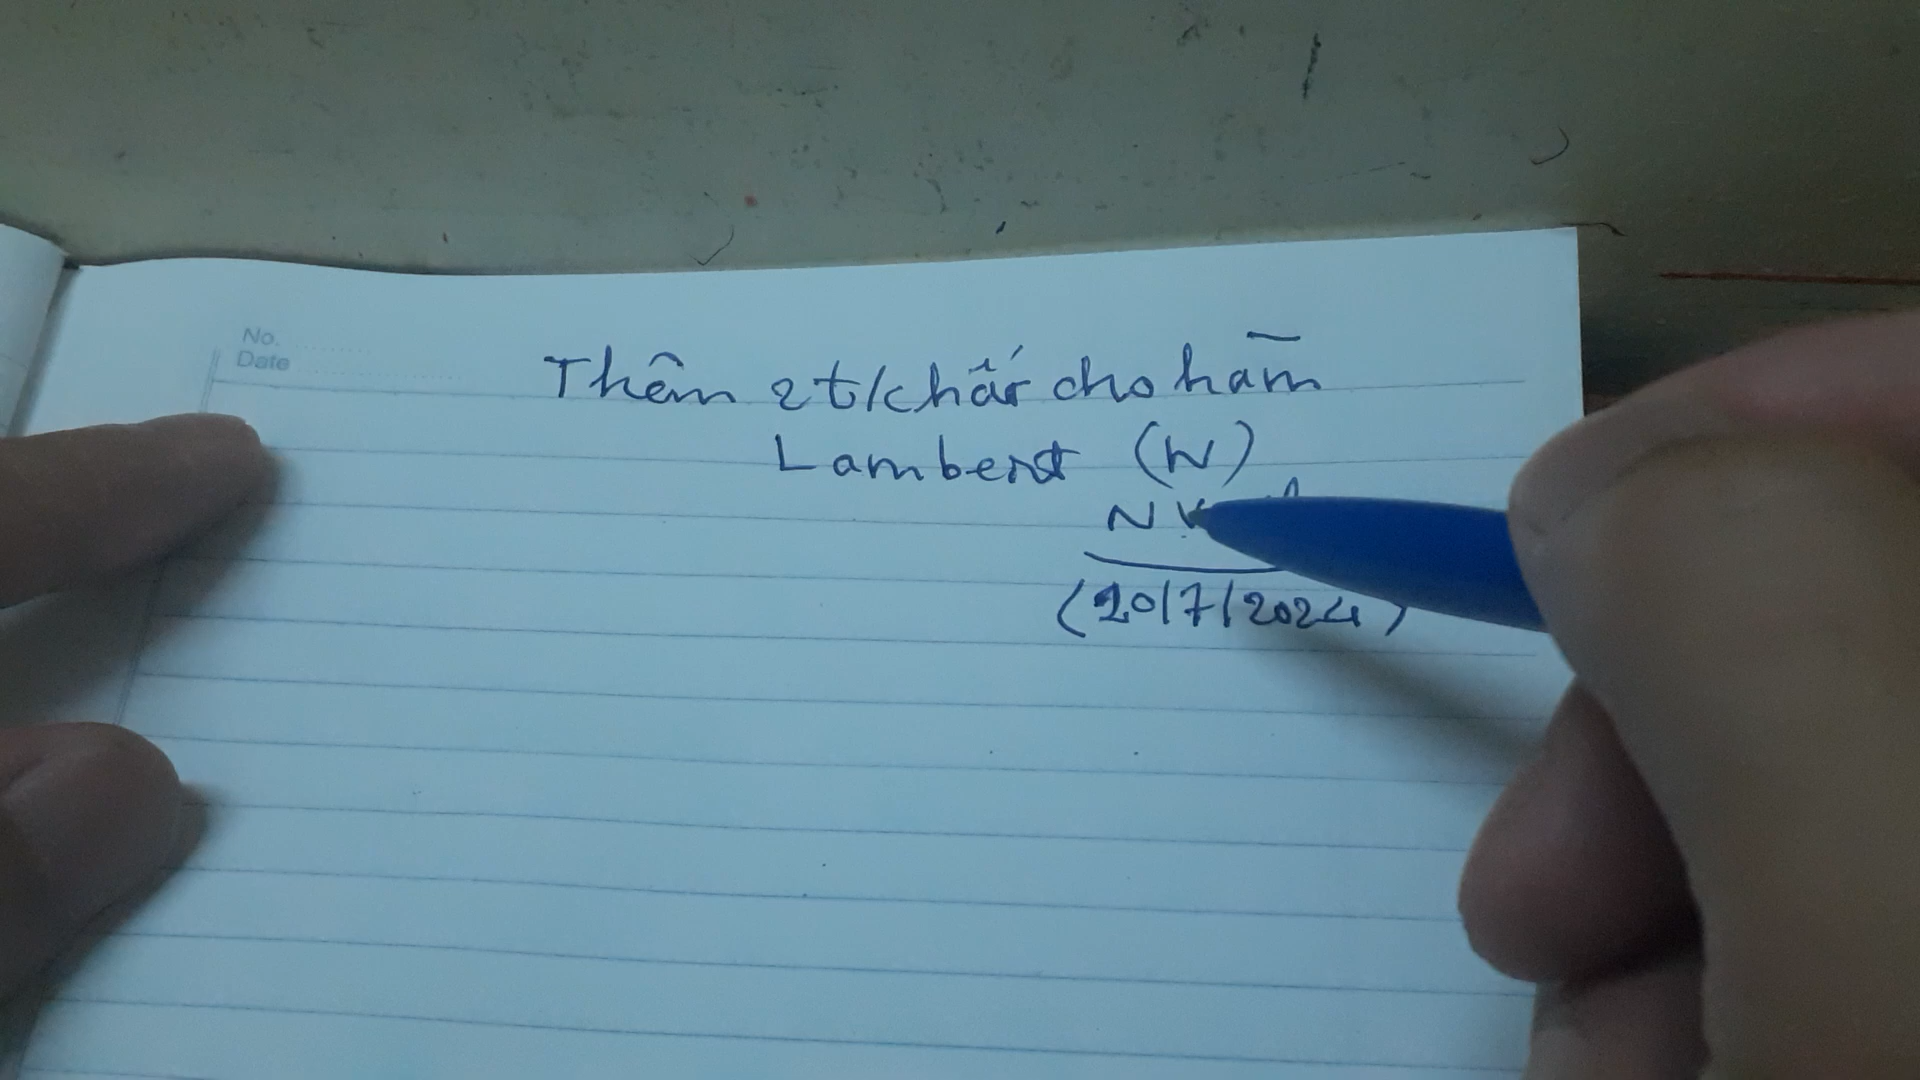 No.
Date
Thêm 2 t/chất cho hàm
Lambert (W)
(20/7/2024)